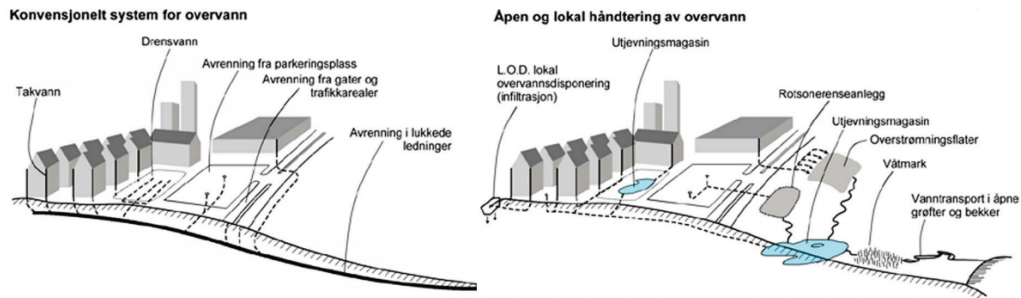 Konvensjonelt system for overvann
Drensvann
Avrenning fra parkeringsplass
Avrenning fra gater og
trafikkarealer
Takvann
Avrenning i lukkede
ledninger
Åpen og lokal håndtering av overvann
Utjevningsmagasin
L.O.D. lokal
overvannsdisponering
(infiltrasjon)
Rotsonerenseanlegg
Utjevningsmagasin
Overstrømningsflater
Våtmark
Vanntransport i åpne
grøfter og bekker